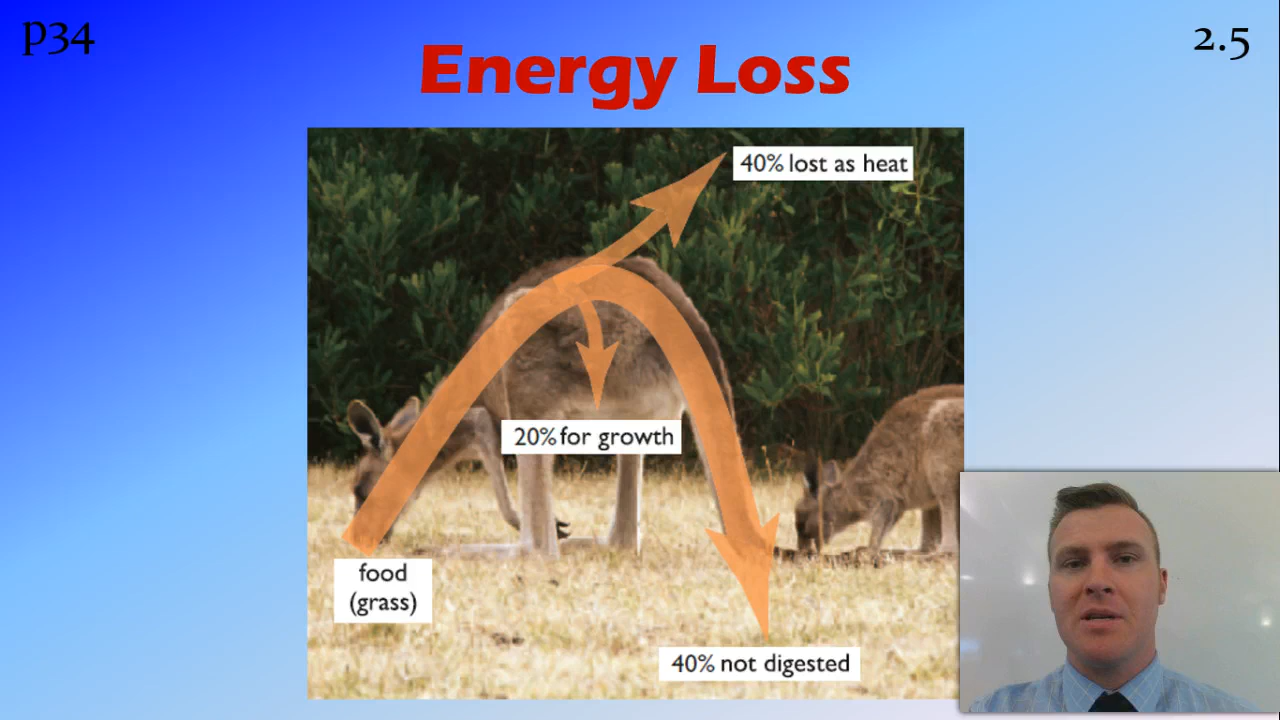 p34
2.5
Energy Loss
40% lost as heat
20% for growth
food
(grass)
40% not digested